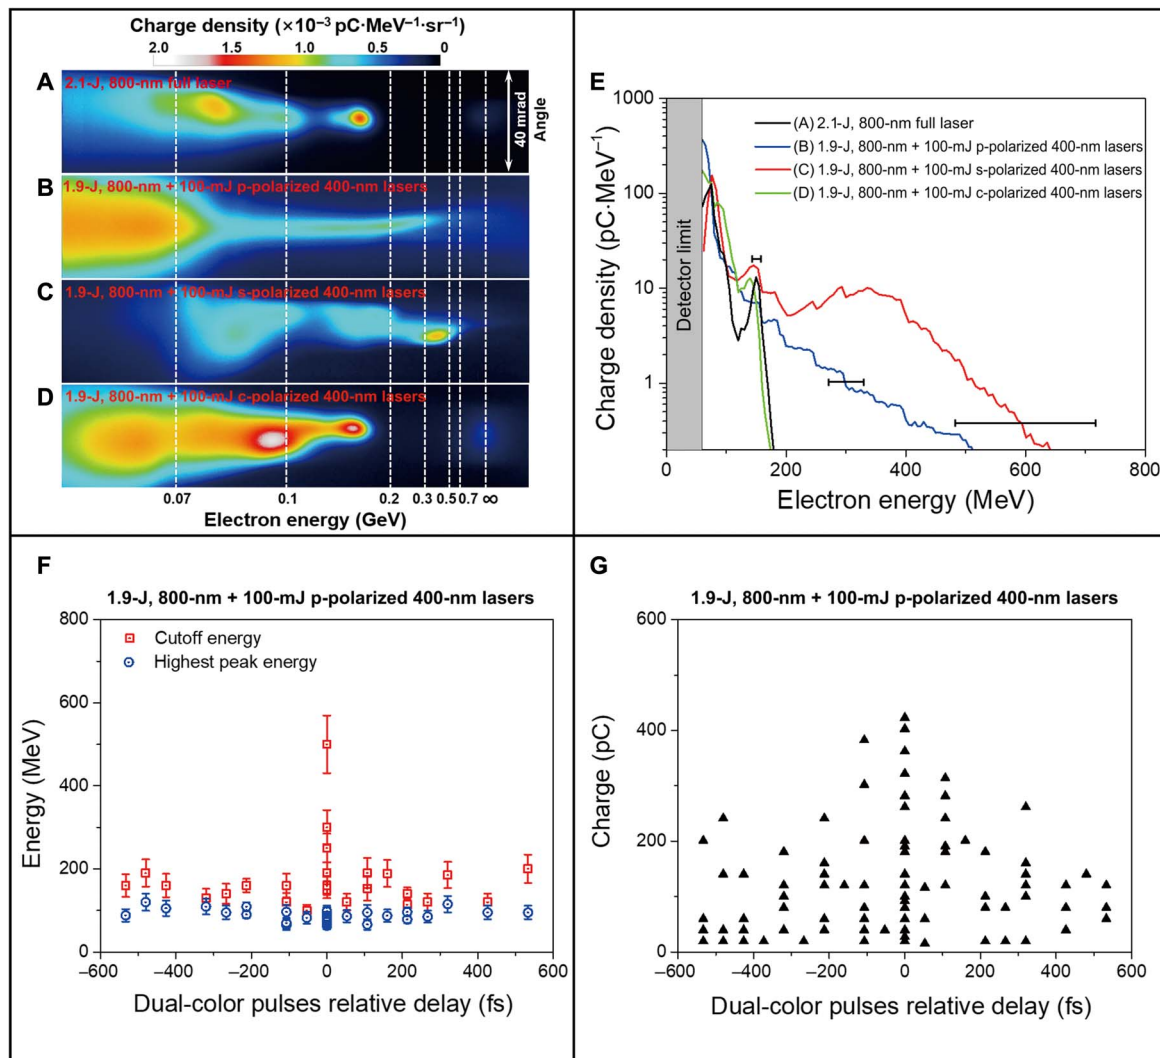 Charge density (×10⁻³ pC·MeV⁻¹·sr⁻¹)
2.0 1.5 1.0 0.5 0
A
2.1-J, 800-nm full laser
40 mrad
Angle
B
1.9-J, 800-nm + 100-mJ p-polarized 400-nm lasers
C
1.9-J, 800-nm + 100-mJ s-polarized 400-nm lasers
D
1.9-J, 800-nm + 100-mJ c-polarized 400-nm lasers
0.07 0.1 0.2 0.3 0.5 0.7 ∞
Electron energy (GeV)
E
Charge density (pC·MeV⁻¹)
1000
100
10
1
Detector limit
(A) 2.1-J, 800-nm full laser
(B) 1.9-J, 800-nm + 100-mJ p-polarized 400-nm lasers
(C) 1.9-J, 800-nm + 100-mJ s-polarized 400-nm lasers
(D) 1.9-J, 800-nm + 100-mJ c-polarized 400-nm lasers
0 200 400 600 800
Electron energy (MeV)
F
1.9-J, 800-nm + 100-mJ p-polarized 400-nm lasers
Energy (MeV)
800
600
400
200
0
Cutoff energy
Highest peak energy
−600 −400 −200 0 200 400 600
Dual-color pulses relative delay (fs)
G
1.9-J, 800-nm + 100-mJ p-polarized 400-nm lasers
Charge (pC)
600
400
200
0
−600 −400 −200 0 200 400 600
Dual-color pulses relative delay (fs)